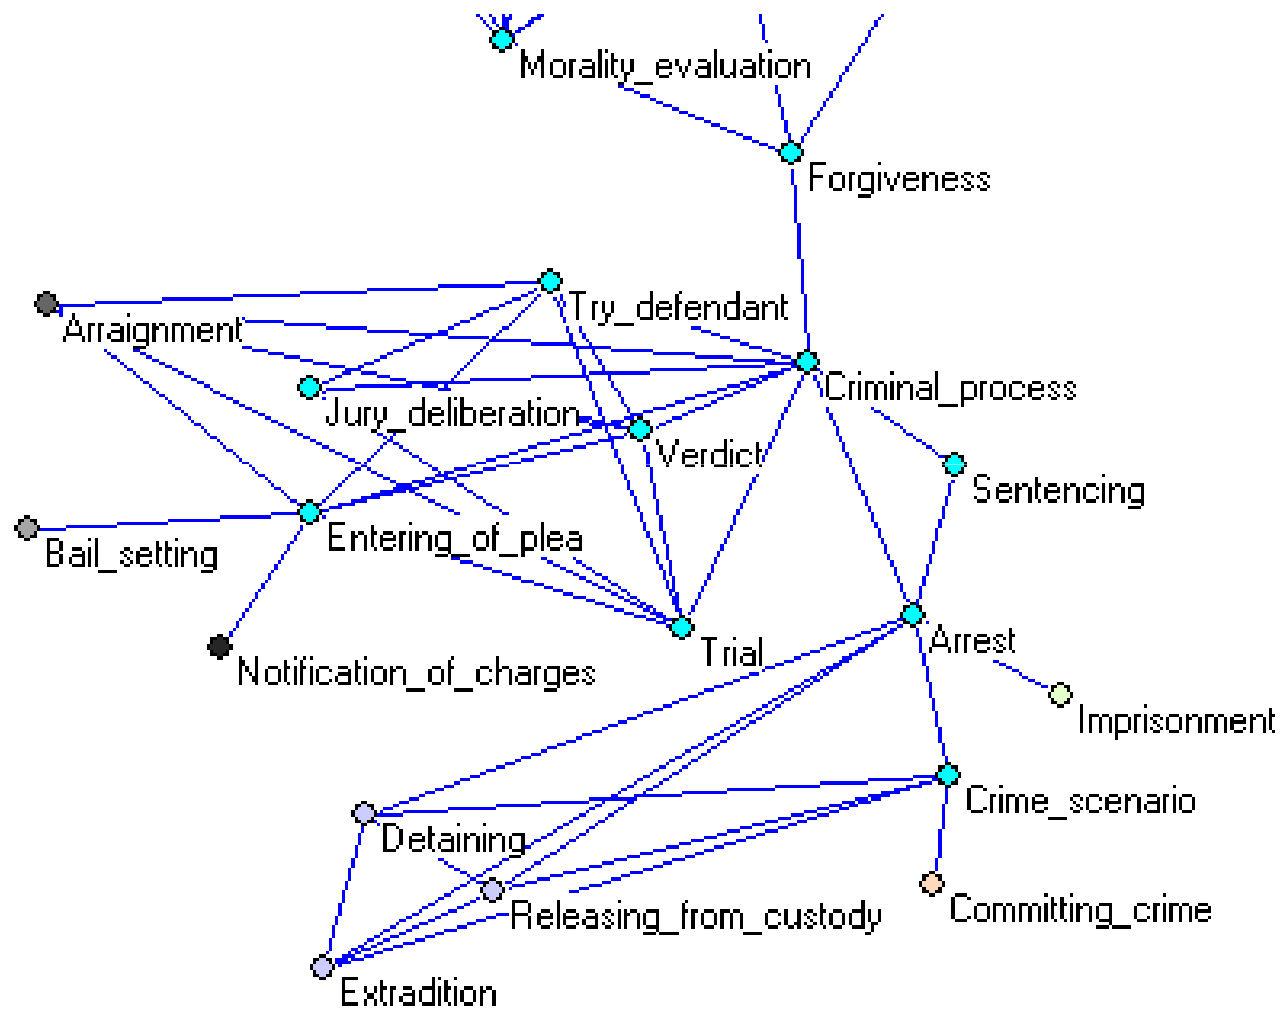 Morality_evaluation
Forgiveness
Try_defendant
Arraignment
Criminal_process
Jury_deliberation
Verdict
Sentencing
Entering_of_plea
Bail_setting
Arrest
Trial
Notification_of_charges
Imprisonment
Crime_scenario
Detaining
Committing_crime
Releasing_from_custody
Extradition